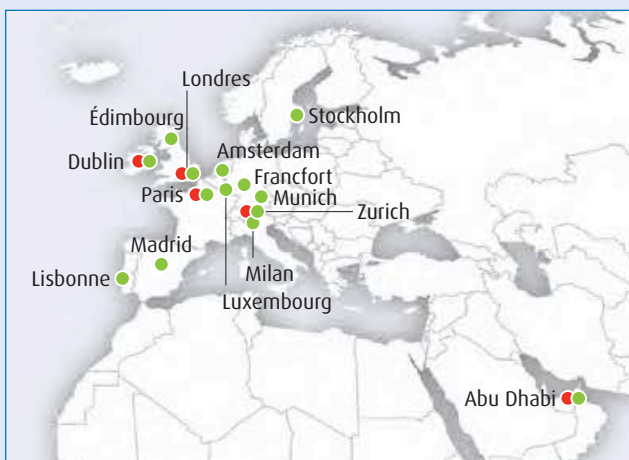 Londres
Édimbourg
Stockholm
Dublin
Amsterdam
Francfort
Paris
Munich
Zurich
Madrid
Milan
Lisbonne
Luxembourg
Abu Dhabi